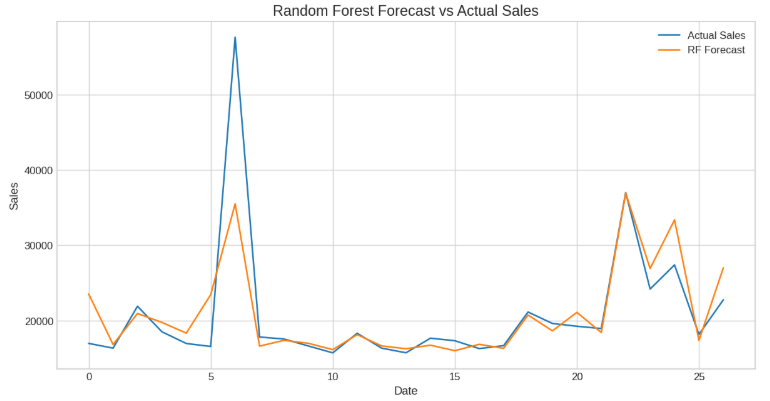 Random Forest Forecast vs Actual Sales
Actual Sales
RF Forecast
50000
40000
30000
20000
Sales
0
5
10
15
20
25
Date